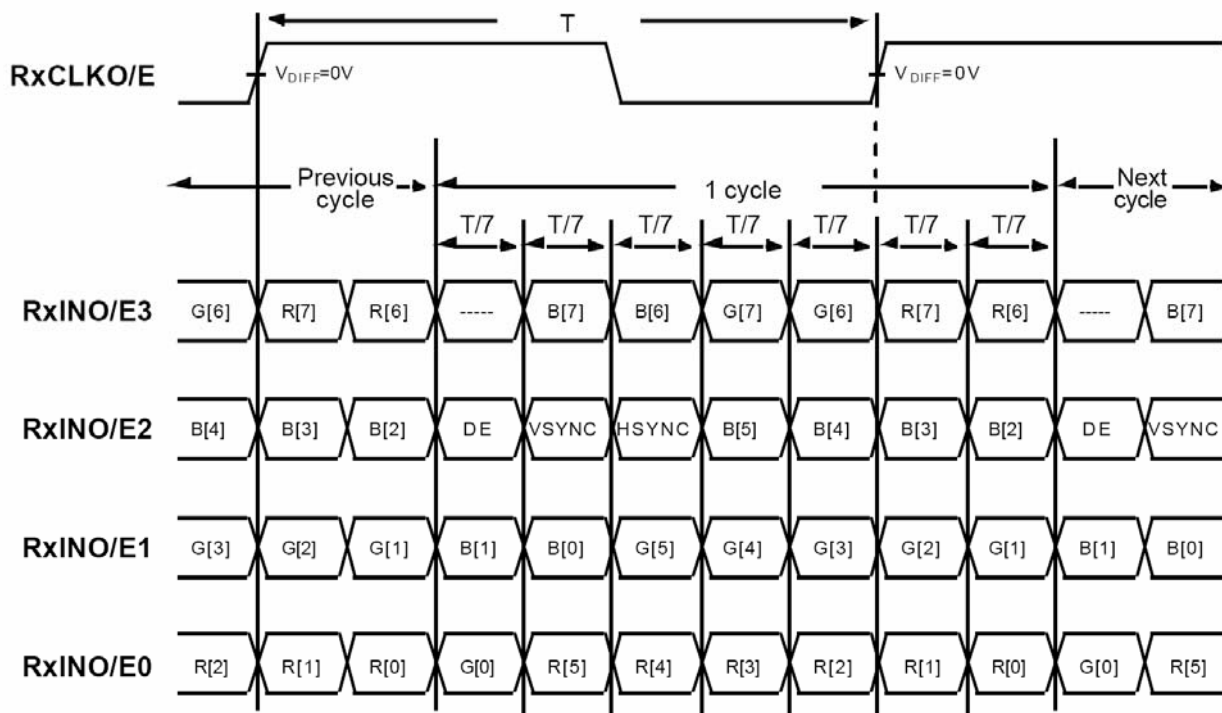 T
RxCLKO/E
VDIFF=0V VDIFF=0V
Previous cycle
1 cycle
Next cycle
T/7 T/7 T/7 T/7 T/7 T/7 T/7
RxINO/E3 G[6] R[7] R[6] ----- B[7] B[6] G[7] G[6] R[7] R[6] ----- B[7]
RxINO/E2 B[4] B[3] B[2] DE VSYNC HSYNC B[5] B[4] B[3] B[2] DE VSYNC
RxINO/E1 G[3] G[2] G[1] B[1] B[0] G[5] G[4] G[3] G[2] G[1] B[1] B[0]
RxINO/E0 R[2] R[1] R[0] G[0] R[5] R[4] R[3] R[2] R[1] R[0] G[0] R[5]